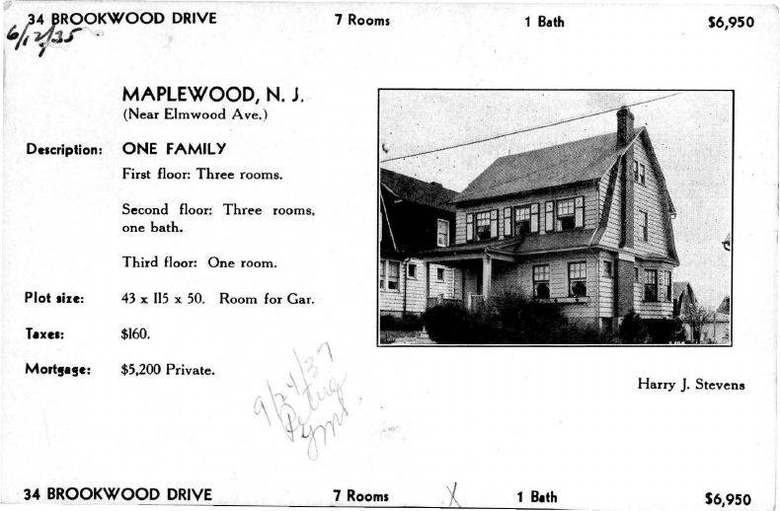 34 BROOKWOOD DRIVE 7 Rooms 1 Bath $6,950
6/12/35
MAPLEWOOD, N. J.
(Near Elmwood Ave.)
Description: ONE FAMILY
First floor: Three rooms.
Second floor: Three rooms,
one bath.
Third floor: One room.
Plot size: 43 x 115 x 50. Room for Gar.
Taxes: $160.
Mortgage: $5,200 Private.
9/24/37
Harry J. Stevens
34 BROOKWOOD DRIVE 7 Rooms X 1 Bath $6,950